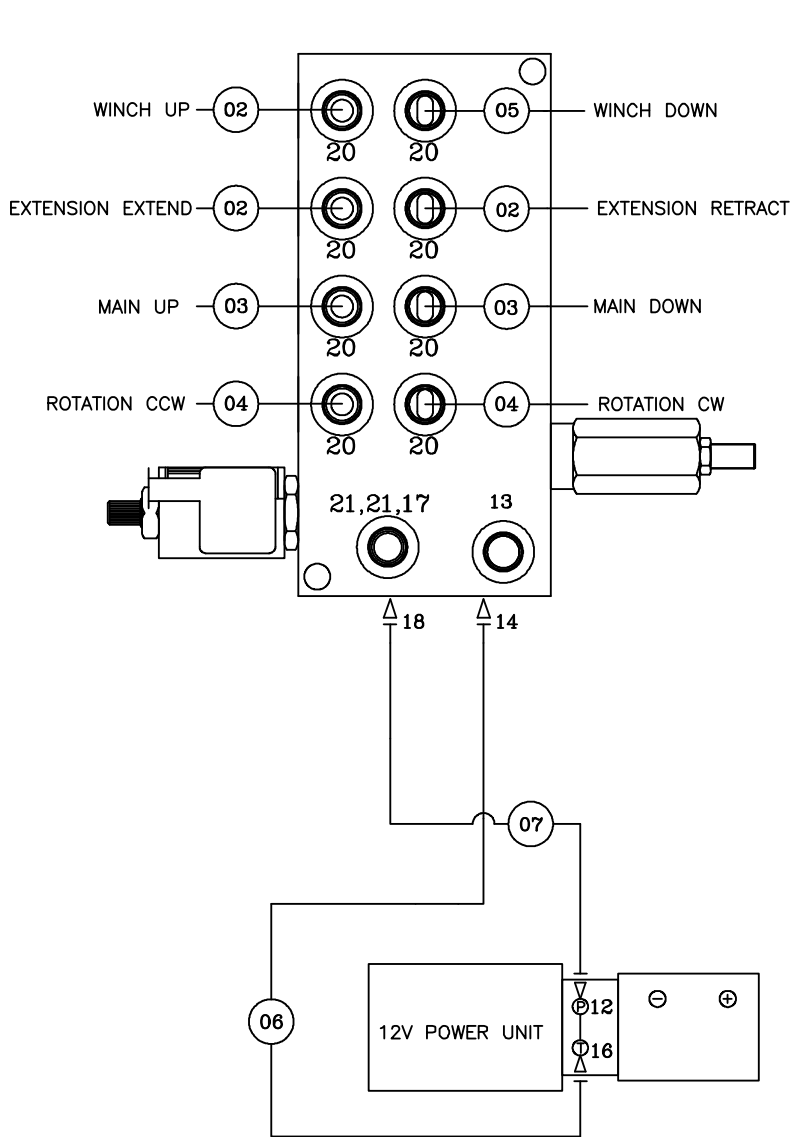 WINCH UP 02 05 WINCH DOWN
20 20
EXTENSION EXTEND 02 02 EXTENSION RETRACT
20 20
MAIN UP 03 03 MAIN DOWN
20 20
ROTATION CCW 04 04 ROTATION CW
20 20
21,21,17 13
18 14
07
06
12V POWER UNIT
P 12
T 16
− +